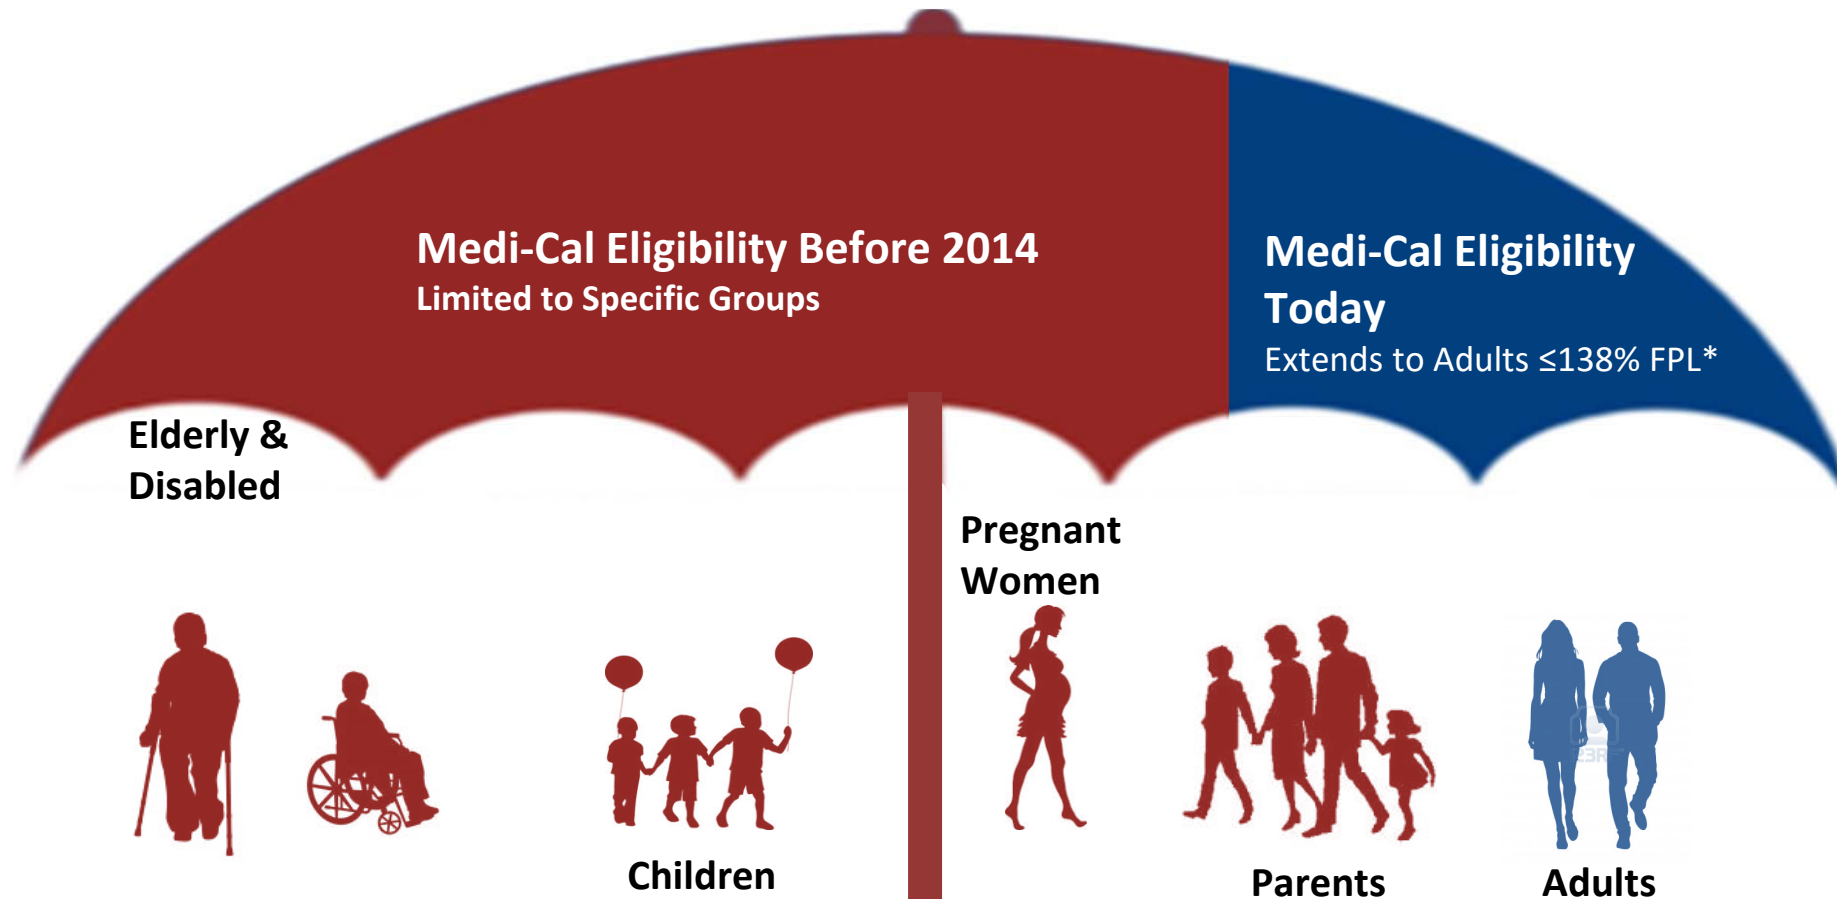 Medi-Cal Eligibility Before 2014
Limited to Specific Groups
Medi-Cal Eligibility
Today
Extends to Adults ≤138% FPL*
Elderly &
Disabled
Pregnant
Women
Children
Parents
Adults